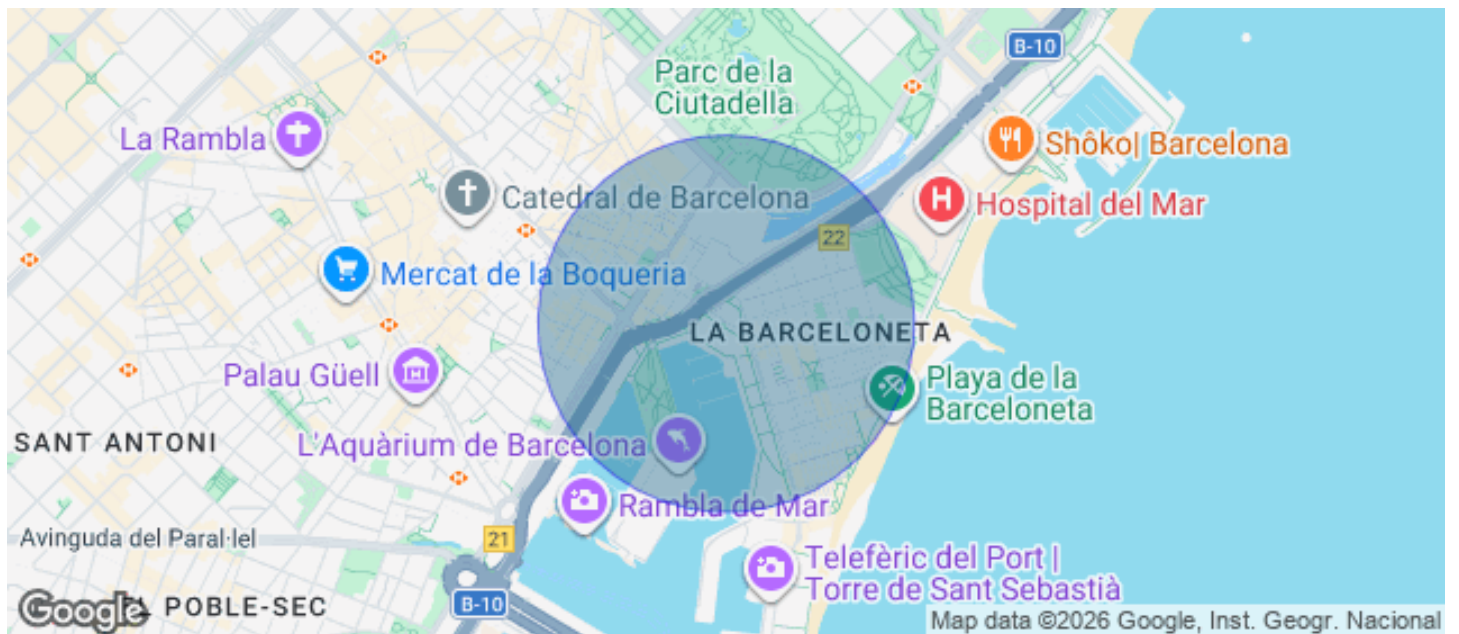 B-10
Parc de la
Ciutadella
La Rambla
Shôko| Barcelona
Catedral de Barcelona
Hospital del Mar
22
Mercat de la Boqueria
LA BARCELONETA
Palau Güell
Playa de la
Barceloneta
SANT ANTONI
L'Aquàrium de Barcelona
Rambla de Mar
Avinguda del Paral·lel
21
Telefèric del Port |
Torre de Sant Sebastià
Google
POBLE-SEC
B-10
Map data ©2026 Google, Inst. Geogr. Nacional